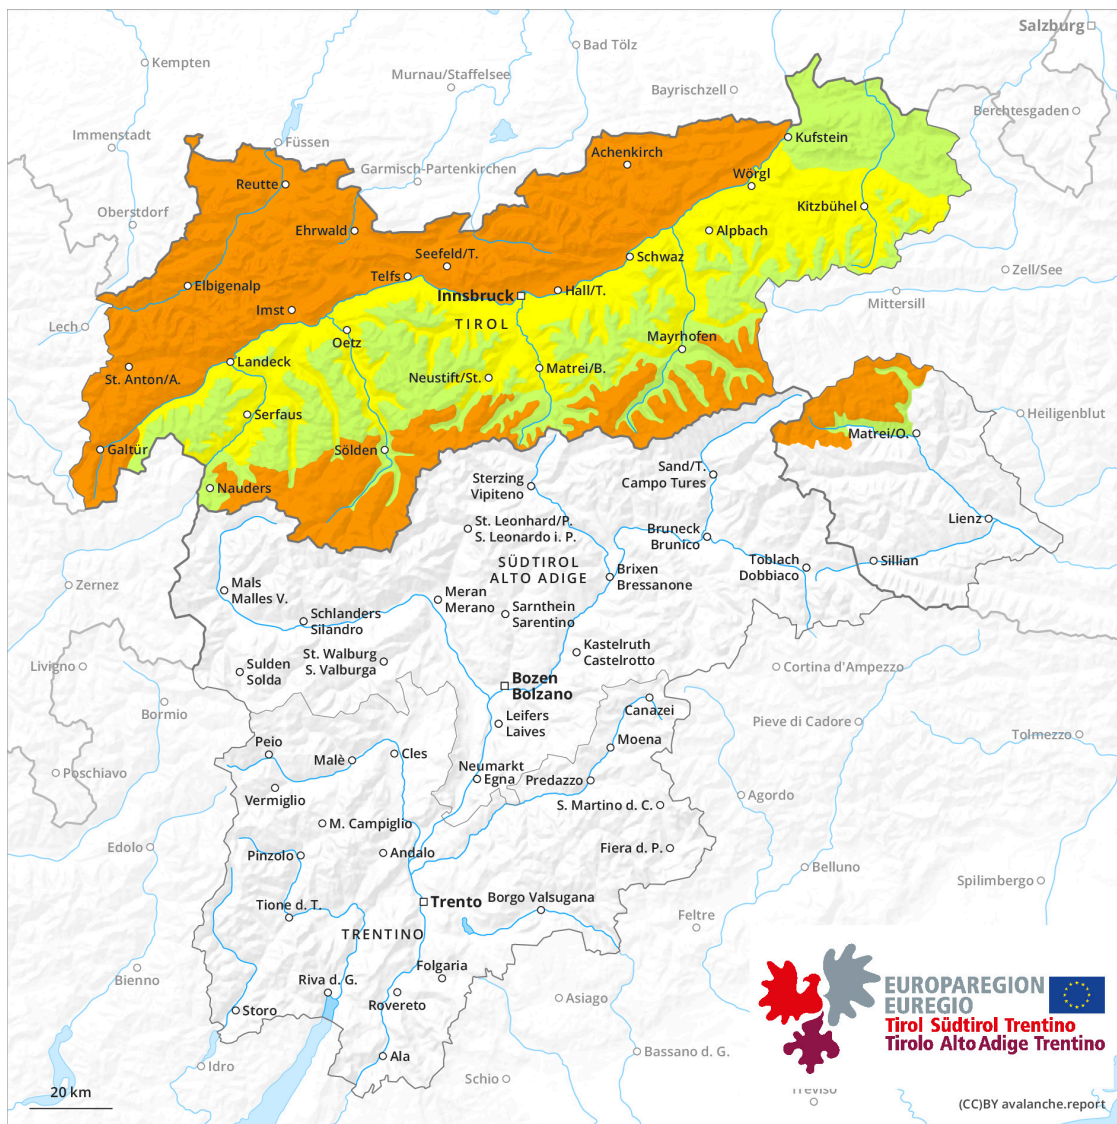 Salzburg
Bad Tölz
Kempten
Murnau/Staffelsee
Bayrischzell
Berchtesgaden
Immenstadt
Füssen
Kufstein
Achenkirch
Garmisch-Partenkirchen
Wörgl
Reutte
Oberstdorf
Kitzbühel
Ehrwald
Alpbach
Seefeld/T.
Schwaz
Telfs
Zell/See
Elbigenalp
Hall/T.
Innsbruck
Mittersill
Imst
TIROL
Lech
Oetz
Mayrhofen
Landeck
Matrei/B.
St. Anton/A.
Neustift/St.
Serfaus
Heiligenblut
Matrei/O.
Galtür
Sölden
Sand/T.
Campo Tures
Sterzing
Vipiteno
Nauders
St. Leonhard/P.
S. Leonardo i. P.
Lienz
Bruneck
Brunico
SÜDTIROL
ALTO ADIGE
Toblach
Dobbiaco
Sillian
Brixen
Bressanone
Zernez
Mals
Malles V.
Meran
Merano
Sarnthein
Sarentino
Schlanders
Silandro
Kastelruth
Castelrotto
St. Walburg
S. Valburga
Livigno
Sulden
Solda
Cortina d'Ampezzo
Bozen
Bolzano
Bormio
Canazei
Leifers
Laives
Pieve di Cadore
Tolmezzo
Peio
Moena
Cles
Malè
Neumarkt
Egna
Predazzo
Poschiavo
Vermiglio
Agordo
S. Martino d. C.
M. Campiglio
Edolo
Pinzolo
Andalo
Fiera d. P.
Belluno
Spilimbergo
Trento
Borgo Valsugana
Tione d. T.
Feltre
TRENTINO
Folgaria
Bienno
Riva d. G.
Rovereto
Asiago
Storo
EUROPAREGION
EUREGIO
Tirol Südtirol Trentino
Tirolo Alto Adige Trentino
Ala
Bassano d. G.
Idro
Schio
Treviso
20 km
(CC)BY avalanche.report